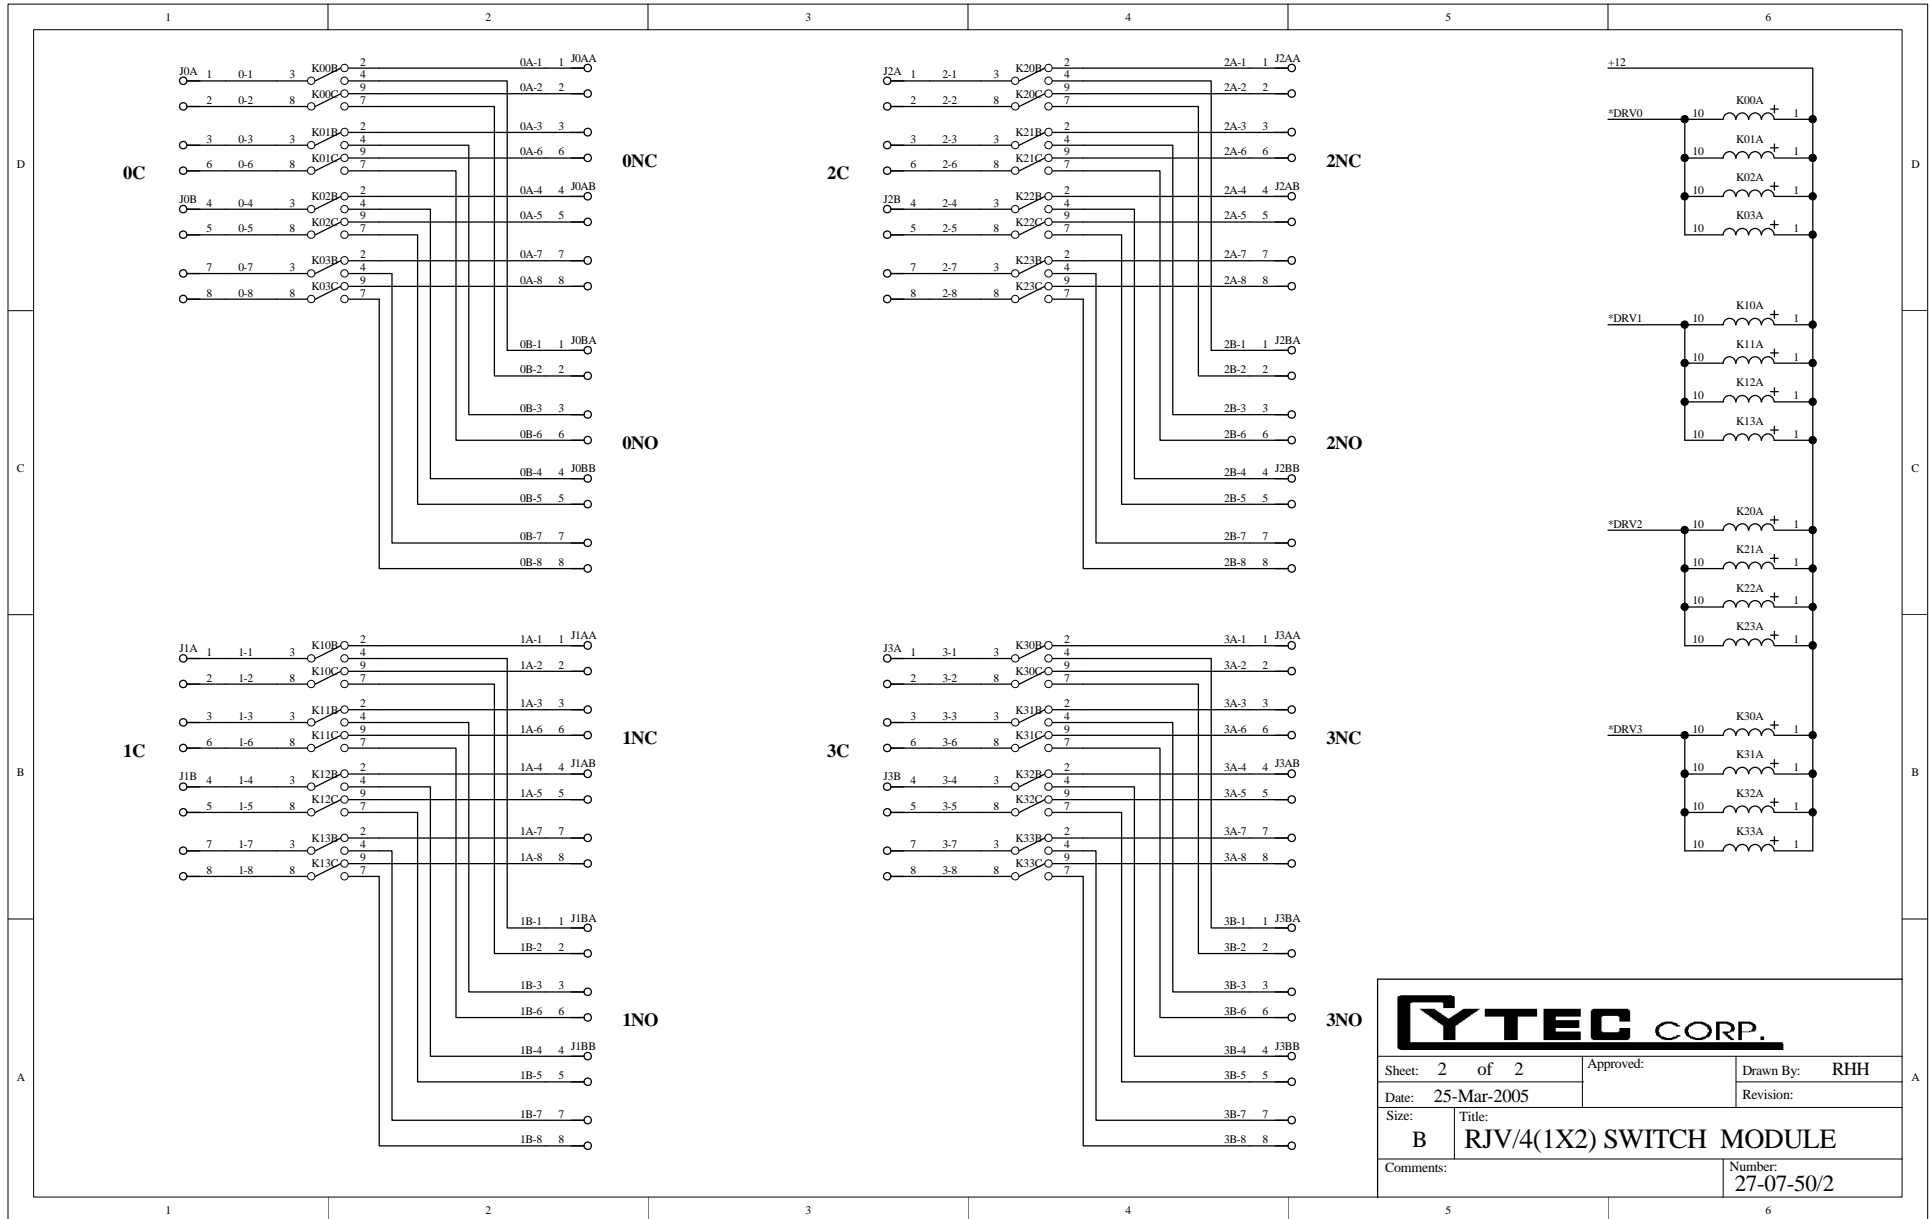 1 2 3 4 5 6
J0A 1 0-1 3 K00B 2 4 0A-1 1 J0AA
2 0-2 8 K00C 9 7 0A-2 2
3 0-3 3 K01B 2 4 0A-3 3
6 0-6 8 K01C 9 7 0A-6 6
0C 0NC
J0B 4 0-4 3 K02B 2 4 0A-4 4 J0AB
5 0-5 8 K02C 9 7 0A-5 5
7 0-7 3 K03B 2 4 0A-7 7
8 0-8 8 K03C 9 7 0A-8 8
0B-1 1 J0BA
0B-2 2
0B-3 3
0B-6 6
0NO
0B-4 4 J0BB
0B-5 5
0B-7 7
0B-8 8
J2A 1 2-1 3 K20B 2 4 2A-1 1 J2AA
2 2-2 8 K20C 9 7 2A-2 2
3 2-3 3 K21B 2 4 2A-3 3
6 2-6 8 K21C 9 7 2A-6 6
2C 2NC
J2B 4 2-4 3 K22B 2 4 2A-4 4 J2AB
5 2-5 8 K22C 9 7 2A-5 5
7 2-7 3 K23B 2 4 2A-7 7
8 2-8 8 K23C 9 7 2A-8 8
2B-1 1 J2BA
2B-2 2
2B-3 3
2B-6 6
2NO
2B-4 4 J2BB
2B-5 5
2B-7 7
2B-8 8
J1A 1 1-1 3 K10B 2 4 1A-1 1 J1AA
2 1-2 8 K10C 9 7 1A-2 2
3 1-3 3 K11B 2 4 1A-3 3
6 1-6 8 K11C 9 7 1A-6 6
1C 1NC
J1B 4 1-4 3 K12B 2 4 1A-4 4 J1AB
5 1-5 8 K12C 9 7 1A-5 5
7 1-7 3 K13B 2 4 1A-7 7
8 1-8 8 K13C 9 7 1A-8 8
1B-1 1 J1BA
1B-2 2
1B-3 3
1B-6 6
1NO
1B-4 4 J1BB
1B-5 5
1B-7 7
1B-8 8
J3A 1 3-1 3 K30B 2 4 3A-1 1 J3AA
2 3-2 8 K30C 9 7 3A-2 2
3 3-3 3 K31B 2 4 3A-3 3
6 3-6 8 K31C 9 7 3A-6 6
3C 3NC
J3B 4 3-4 3 K32B 2 4 3A-4 4 J3AB
5 3-5 8 K32C 9 7 3A-5 5
7 3-7 3 K33B 2 4 3A-7 7
8 3-8 8 K33C 9 7 3A-8 8
3B-1 1 J3BA
3B-2 2
3B-3 3
3B-6 6
3NO
3B-4 4 J3BB
3B-5 5
3B-7 7
3B-8 8
+12
*DRV0 10 K00A + 1
10 K01A + 1
10 K02A + 1
10 K03A + 1
*DRV1 10 K10A + 1
10 K11A + 1
10 K12A + 1
10 K13A + 1
*DRV2 10 K20A + 1
10 K21A + 1
10 K22A + 1
10 K23A + 1
*DRV3 10 K30A + 1
10 K31A + 1
10 K32A + 1
10 K33A + 1
D D
C C
B B
A A
CYTEC CORP.
Sheet: 2 of 2 Approved: Drawn By: RHH
Date: 25-Mar-2005 Revision:
Size: B Title: RJV/4(1X2) SWITCH MODULE
Comments: Number: 27-07-50/2
1 2 3 4 5 6